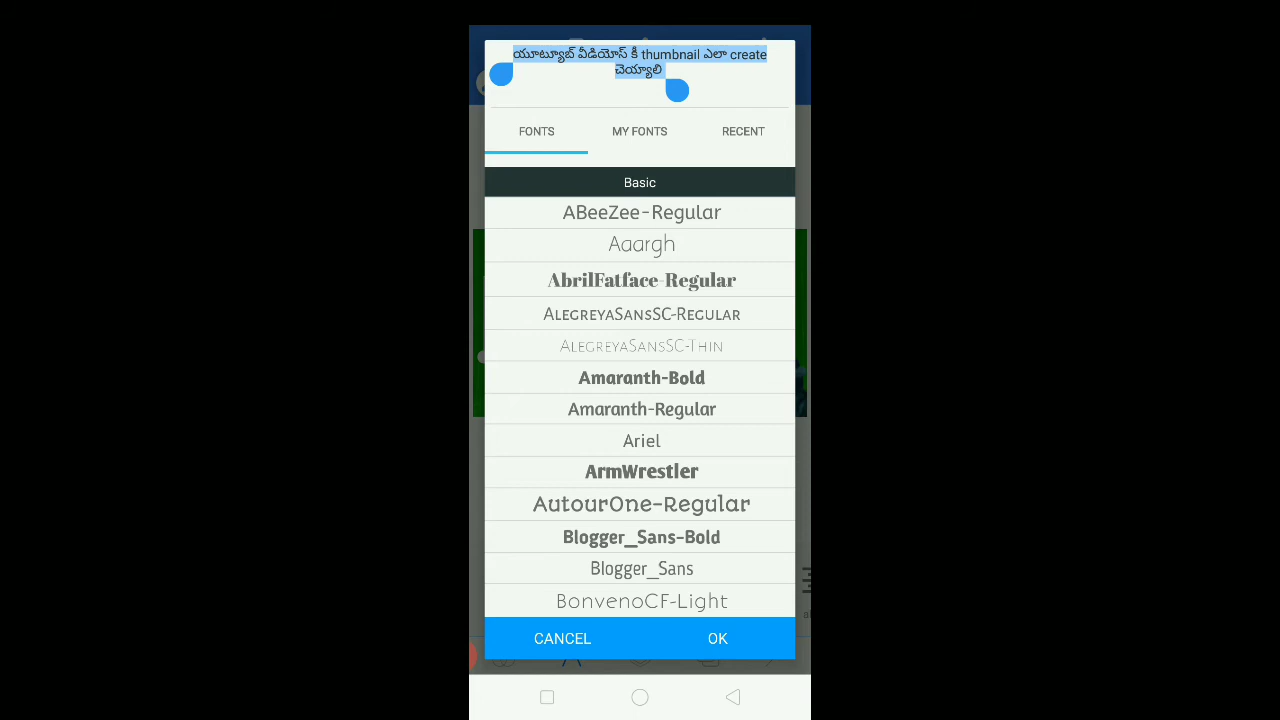 యూట్యూబ్ వీడియోస్ కీ thumbnail ఎలా create
చెయ్యాలి
FONTS
MY FONTS
RECENT
Basic
ABeeZee-Regular
Aaargh
AbrilFatface-Regular
AlegreyaSansSC-Regular
AlegreyaSansSC-Thin
Amaranth-Bold
Amaranth-Regular
Ariel
ArmWrestler
AutourOne-Regular
Blogger_Sans-Bold
Blogger_Sans
BonvenoCF-Light
CANCEL
OK